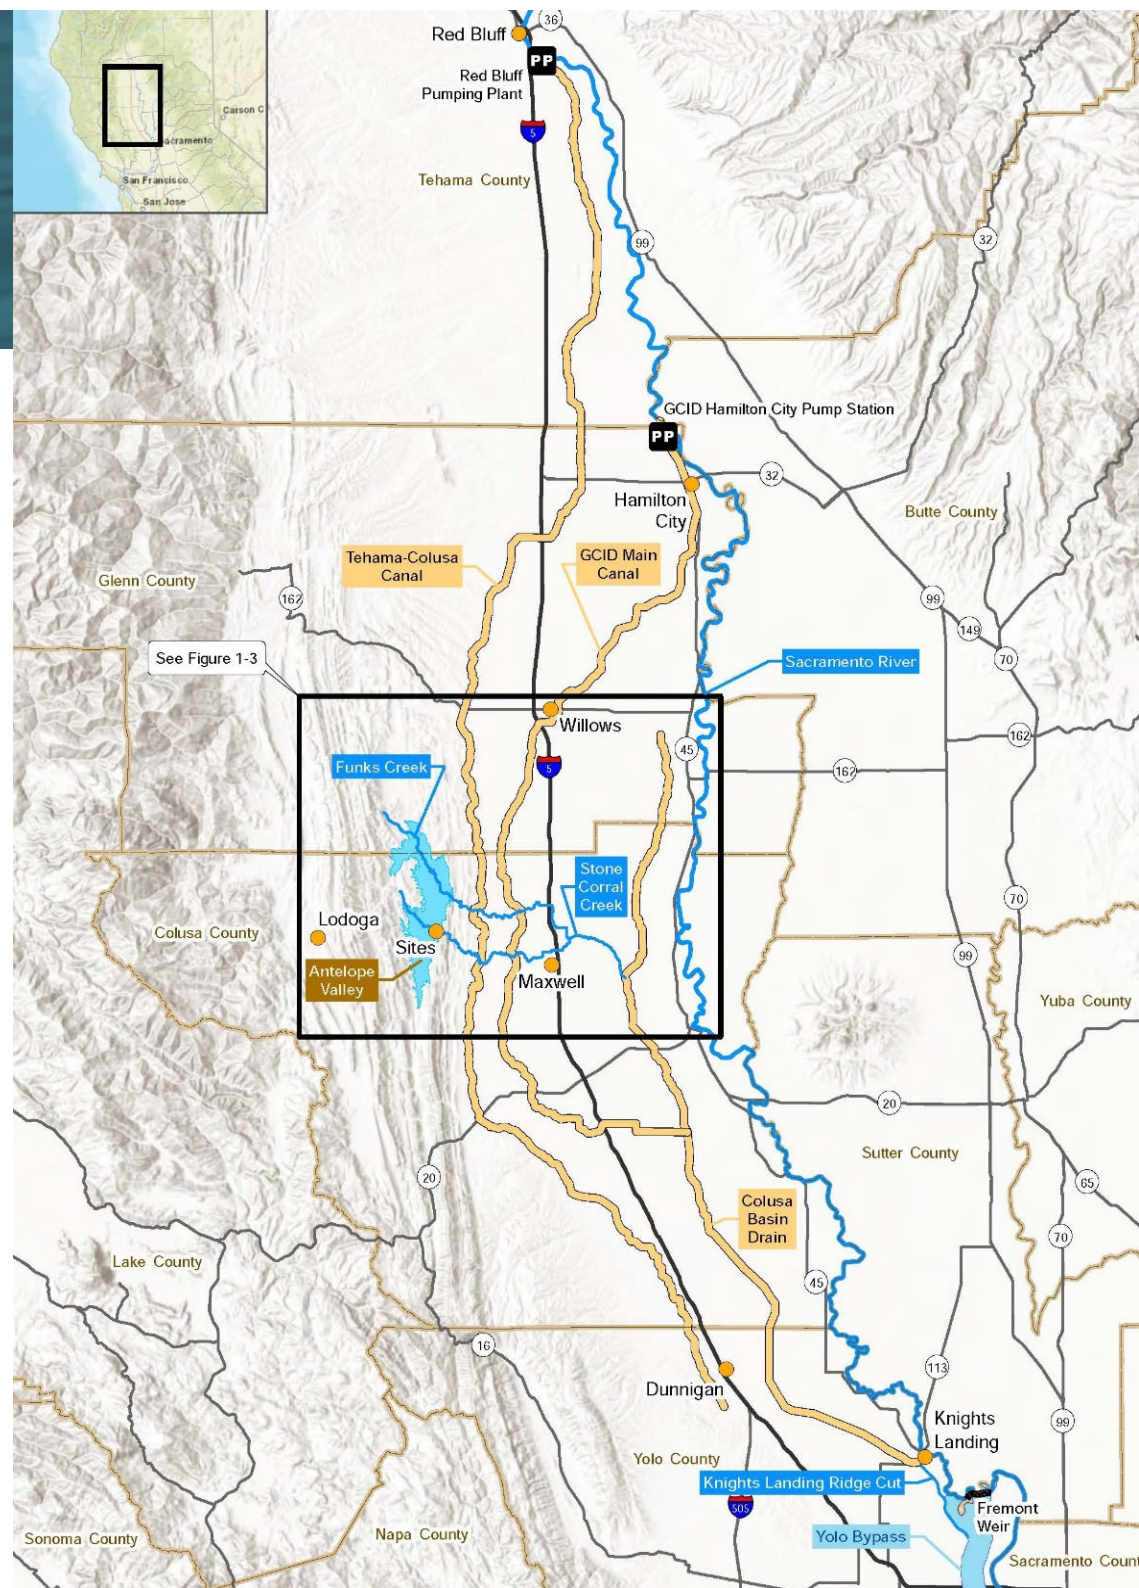 Carson C
Sacramento
San Francisco
San Jose
36
Red Bluff
PP
Red Bluff
Pumping Plant
5
Tehama County
99
32
GCID Hamilton City Pump Station
PP
32
Hamilton
City
Butte County
Tehama-Colusa
Canal
GCID Main
Canal
Glenn County
162
99
149
70
See Figure 1-3
Sacramento River
Willows
45
162
Funks Creek
5
162
Stone
Corral
Creek
70
Lodoga
Colusa County
Sites
99
Antelope
Valley
Maxwell
Yuba County
20
Sutter County
20
65
Colusa
Basin
Drain
70
Lake County
45
16
113
Dunnigan
Knights
Landing
99
Yolo County
Knights Landing Ridge Cut
505
Fremont
Weir
Sonoma County
Napa County
Yolo Bypass
Sacramento Count